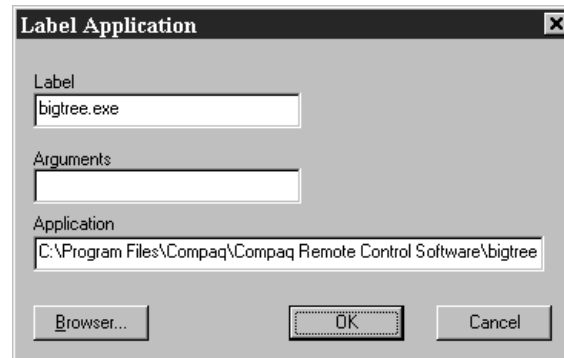 Label Application
Label
bigtree.exe
Arguments
Application
C:\Program Files\Compaq\Compaq Remote Control Software\bigtree
Browser...
OK
Cancel